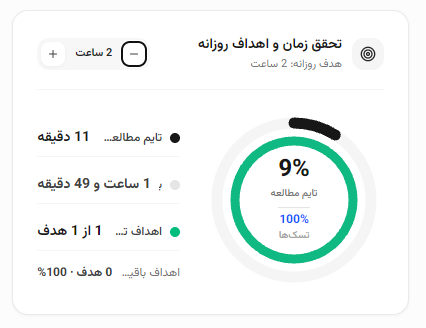 تحقق زمان و اهداف روزانه
هدف روزانه: 2 ساعت
− 2 ساعت +
9%
تایم مطالعه
100%
تسک‌ها
تایم مطالعه... 11 دقیقه
ب... 1 ساعت و 49 دقیقه
اهداف ت... 1 از 1 هدف
اهداف باقی... 0 هدف · 100%